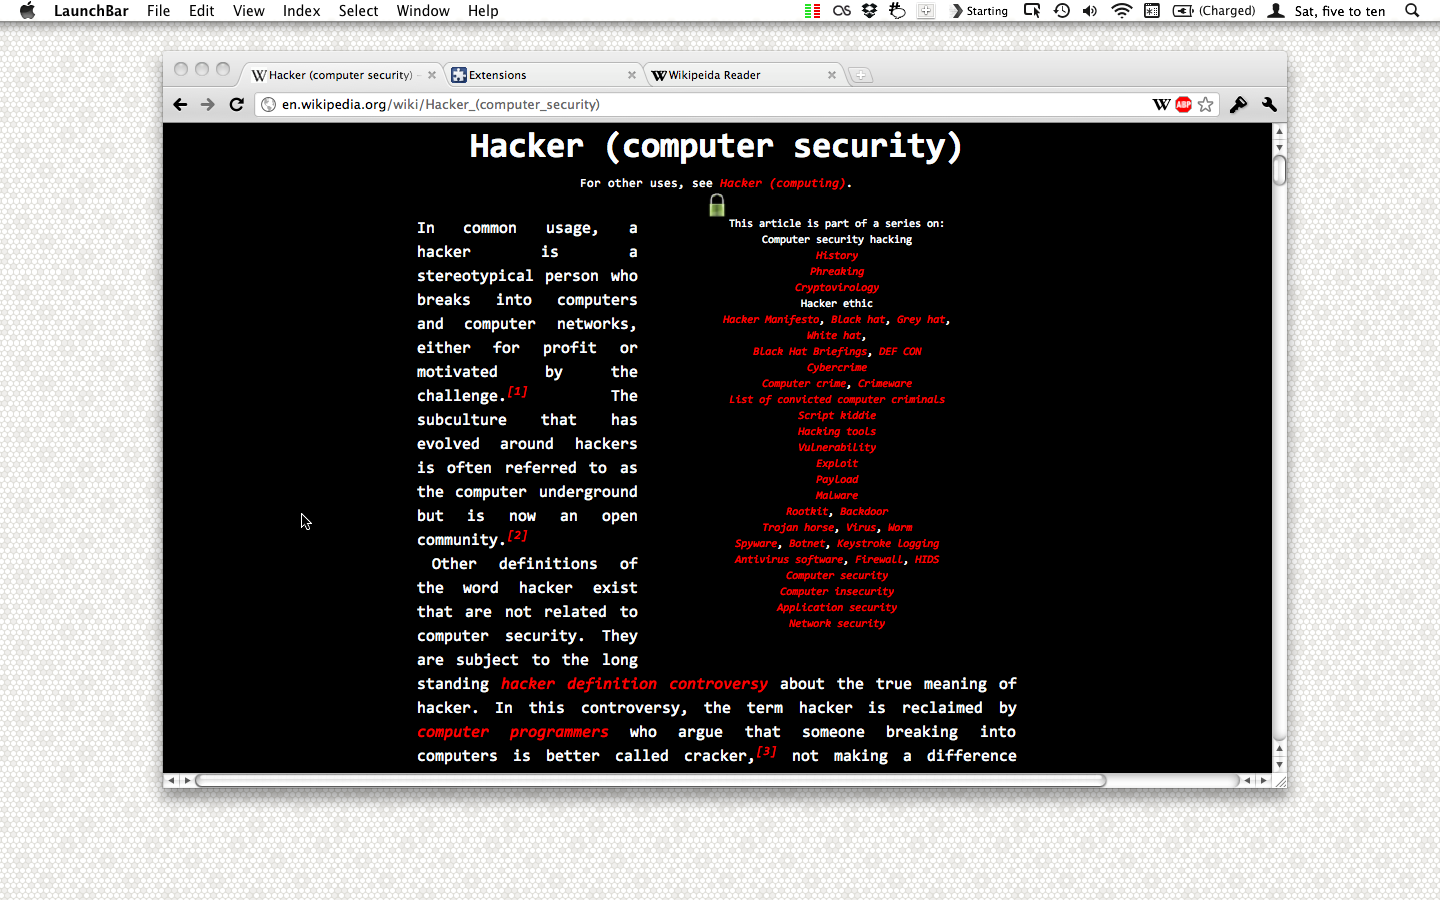 LaunchBar File Edit View Index Select Window Help
Starting (Charged) Sat, five to ten
Hacker (computer security) -
Extensions
Wikipeida Reader
en.wikipedia.org/wiki/Hacker_(computer_security)
ABP
Hacker (computer security)
For other uses, see Hacker (computing).
In common usage, a
hacker is a
stereotypical person who
breaks into computers
and computer networks,
either for profit or
motivated by the
challenge.[1] The
subculture that has
evolved around hackers
is often referred to as
the computer underground
but is now an open
community.[2]
Other definitions of
the word hacker exist
that are not related to
computer security. They
are subject to the long
standing hacker definition controversy about the true meaning of
hacker. In this controversy, the term hacker is reclaimed by
computer programmers who argue that someone breaking into
computers is better called cracker,[3] not making a difference
This article is part of a series on:
Computer security hacking
History
Phreaking
Cryptovirology
Hacker ethic
Hacker Manifesto, Black hat, Grey hat,
White hat,
Black Hat Briefings, DEF CON
Cybercrime
Computer crime, Crimeware
List of convicted computer criminals
Script kiddie
Hacking tools
Vulnerability
Exploit
Payload
Malware
Rootkit, Backdoor
Trojan horse, Virus, Worm
Spyware, Botnet, Keystroke logging
Antivirus software, Firewall, HIDS
Computer security
Computer insecurity
Application security
Network security